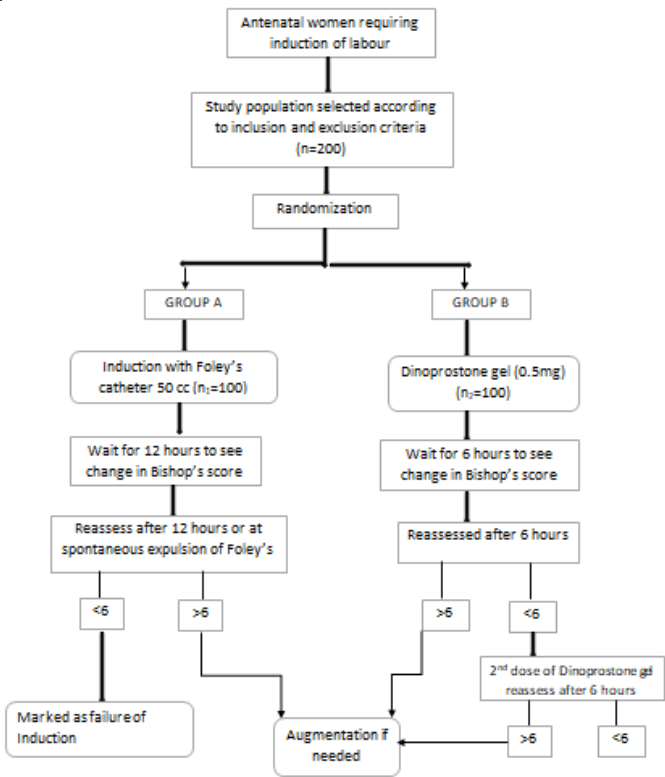 Antenatal women requiring
induction of labour
Study population selected according
to inclusion and exclusion criteria
(n=200)
Randomization
GROUP A
GROUP B
Induction with Foley's
catheter 50 cc (n₁=100)
Dinoprostone gel (0.5mg)
(n₂=100)
Wait for 12 hours to see
change in Bishop's score
Wait for 6 hours to see
change in Bishop's score
Reassess after 12 hours or at
spontaneous expulsion of Foley's
Reassessed after 6 hours
<6
>6
>6
<6
2nd dose of Dinoprostone gel
reassess after 6 hours
Marked as failure of
Induction
Augmentation if
needed
>6
<6